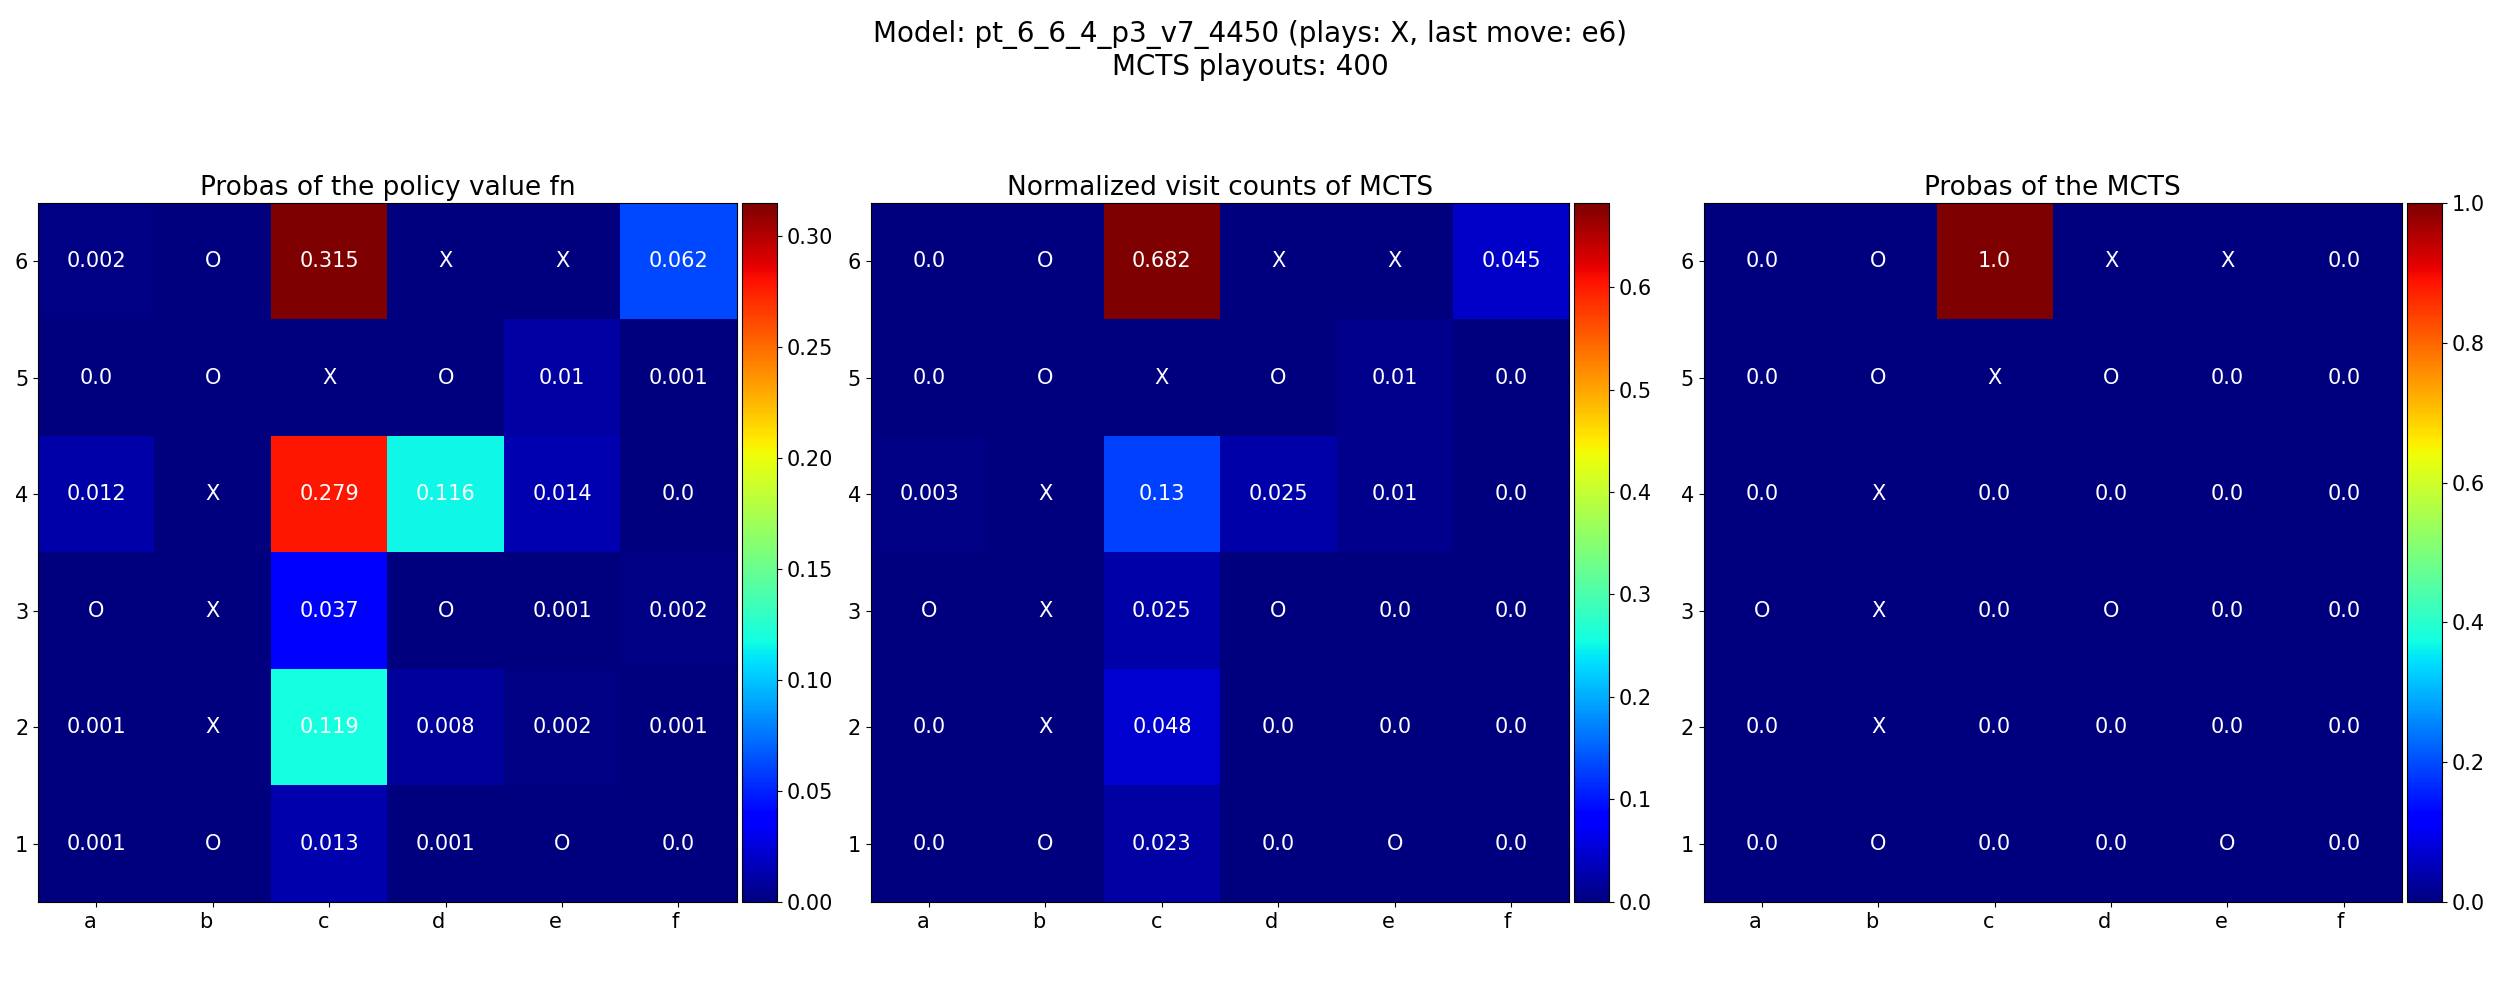 Model: pt_6_6_4_p3_v7_4450 (plays: X, last move: e6)
MCTS playouts: 400
Probas of the policy value fn
6 0.002 O 0.315 X X 0.062
5 0.0 O X O 0.01 0.001
4 0.012 X 0.279 0.116 0.014 0.0
3 O X 0.037 O 0.001 0.002
2 0.001 X 0.119 0.008 0.002 0.001
1 0.001 O 0.013 0.001 O 0.0
a b c d e f
0.30
0.25
0.20
0.15
0.10
0.05
0.00
Normalized visit counts of MCTS
6 0.0 O 0.682 X X 0.045
5 0.0 O X O 0.01 0.0
4 0.003 X 0.13 0.025 0.01 0.0
3 O X 0.025 O 0.0 0.0
2 0.0 X 0.048 0.0 0.0 0.0
1 0.0 O 0.023 0.0 O 0.0
a b c d e f
0.6
0.5
0.4
0.3
0.2
0.1
0.0
Probas of the MCTS
6 0.0 O 1.0 X X 0.0
5 0.0 O X O 0.0 0.0
4 0.0 X 0.0 0.0 0.0 0.0
3 O X 0.0 O 0.0 0.0
2 0.0 X 0.0 0.0 0.0 0.0
1 0.0 O 0.0 0.0 O 0.0
a b c d e f
1.0
0.8
0.6
0.4
0.2
0.0